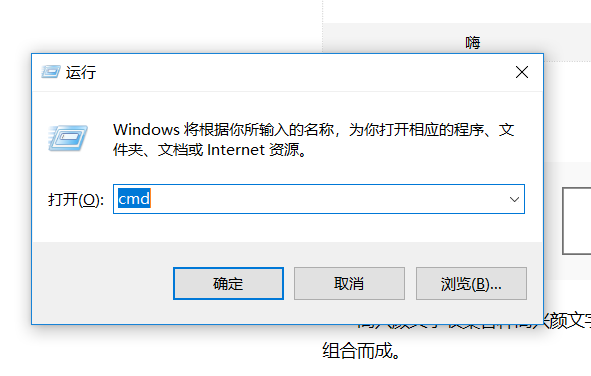 嗨
运行
Windows 将根据你所输入的名称，为你打开相应的程序、文
件夹、文档或 Internet 资源。
打开(O):
cmd
确定
取消
浏览(B)...
组合而成。